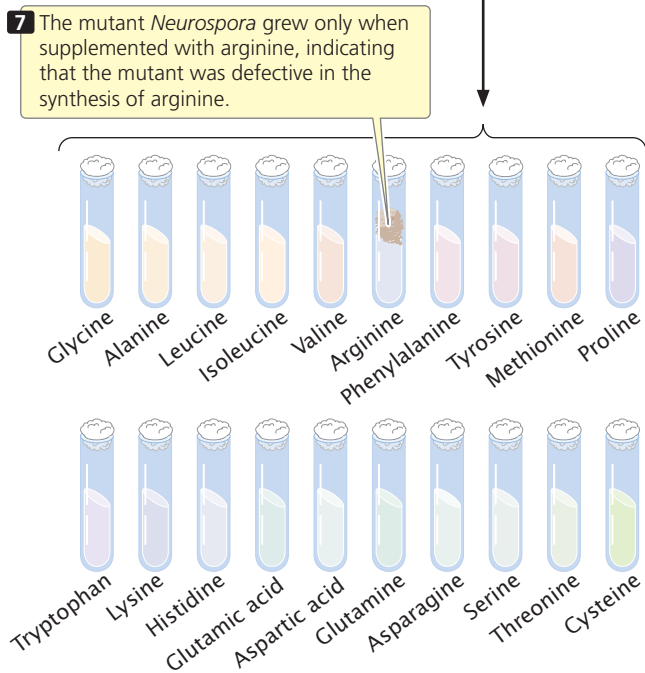 7 The mutant Neurospora grew only when
supplemented with arginine, indicating
that the mutant was defective in the
synthesis of arginine.
Glycine
Alanine
Leucine
Isoleucine
Valine
Arginine
Phenylalanine
Tyrosine
Methionine
Proline
Tryptophan
Lysine
Histidine
Glutamic acid
Aspartic acid
Glutamine
Asparagine
Serine
Threonine
Cysteine